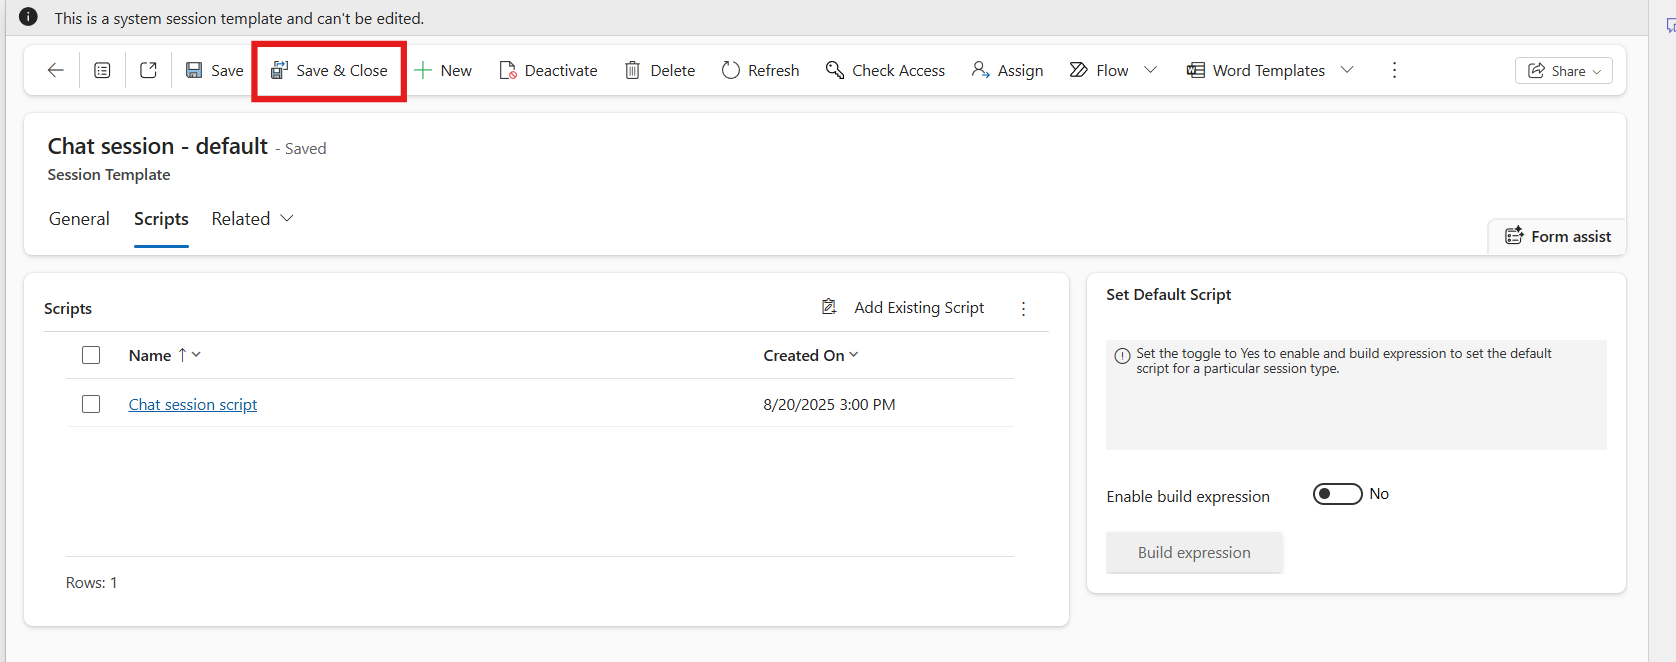 This is a system session template and can't be edited.
Save
Save & Close
New
Deactivate
Delete
Refresh
Check Access
Assign
Flow
Word Templates
Share
Chat session - default - Saved
Session Template
General
Scripts
Related
Form assist
Scripts
Add Existing Script
Name
Created On
Chat session script
8/20/2025 3:00 PM
Rows: 1
Set Default Script
Set the toggle to Yes to enable and build expression to set the default
script for a particular session type.
Enable build expression
No
Build expression